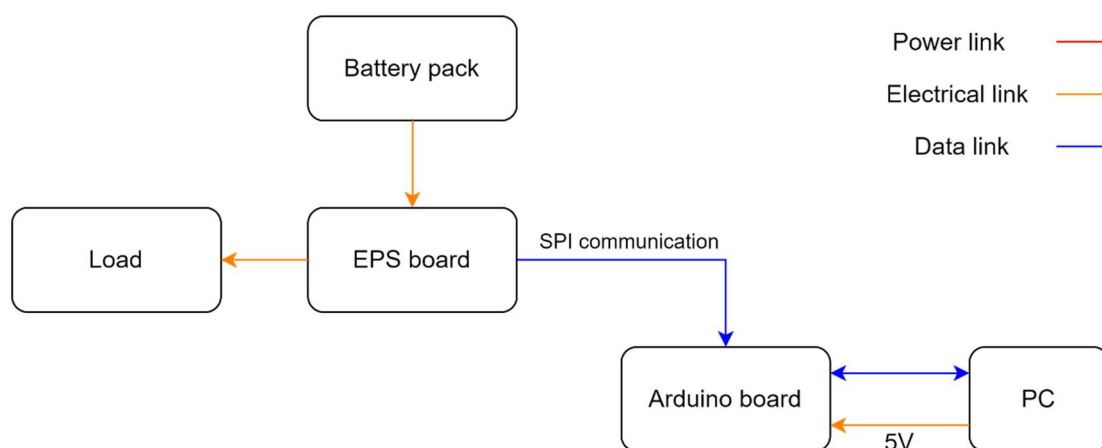 Power link
Battery pack
Electrical link
Data link
SPI communication
Load
EPS board
Arduino board
PC
5V